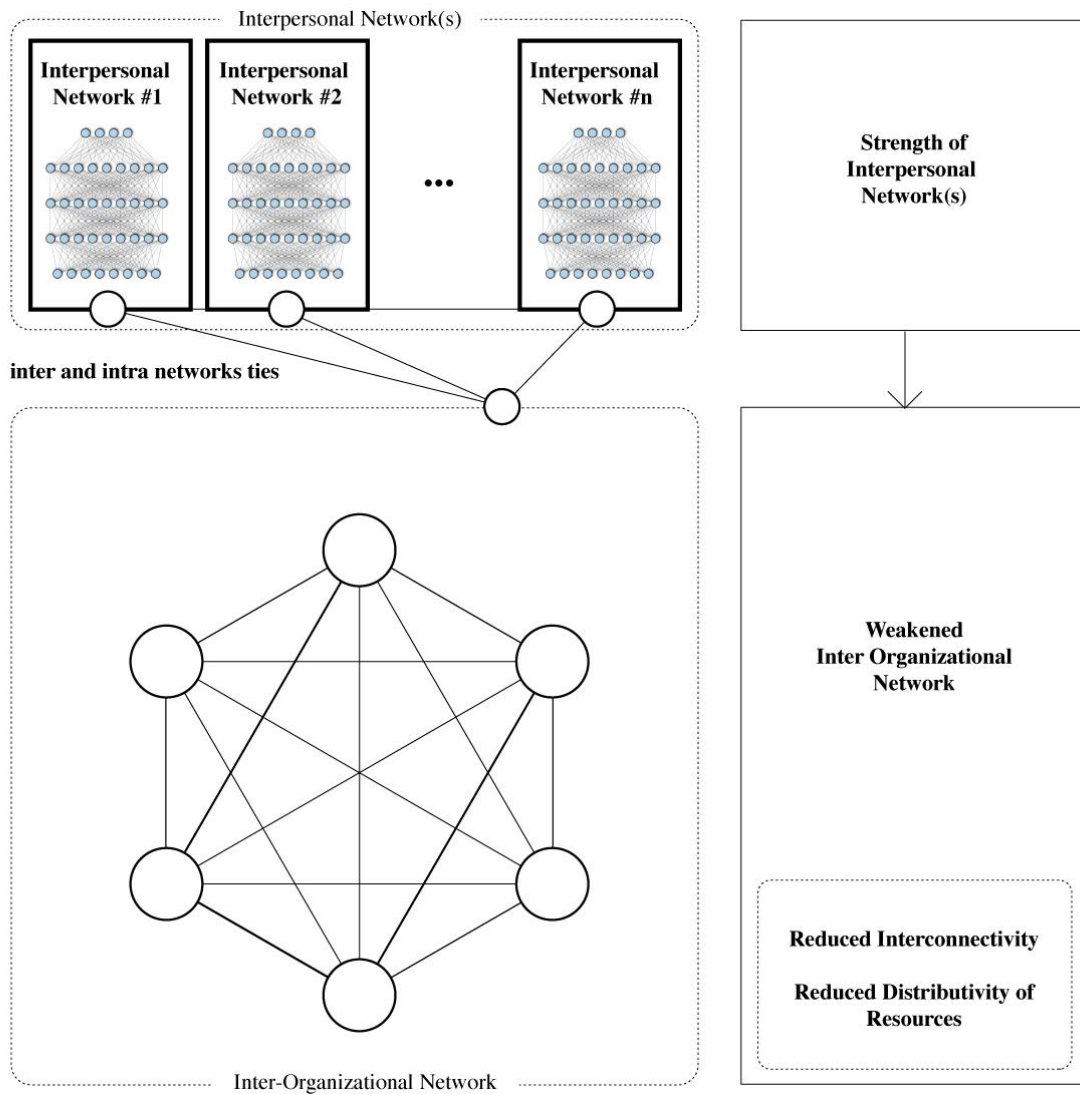 Interpersonal Network(s)
Interpersonal
Network #1
Interpersonal
Network #2
...
Interpersonal
Network #n
Strength of
Interpersonal
Network(s)
inter and intra networks ties
Weakened
Inter Organizational
Network
Reduced Interconnectivity
Reduced Distributivity of
Resources
Inter-Organizational Network